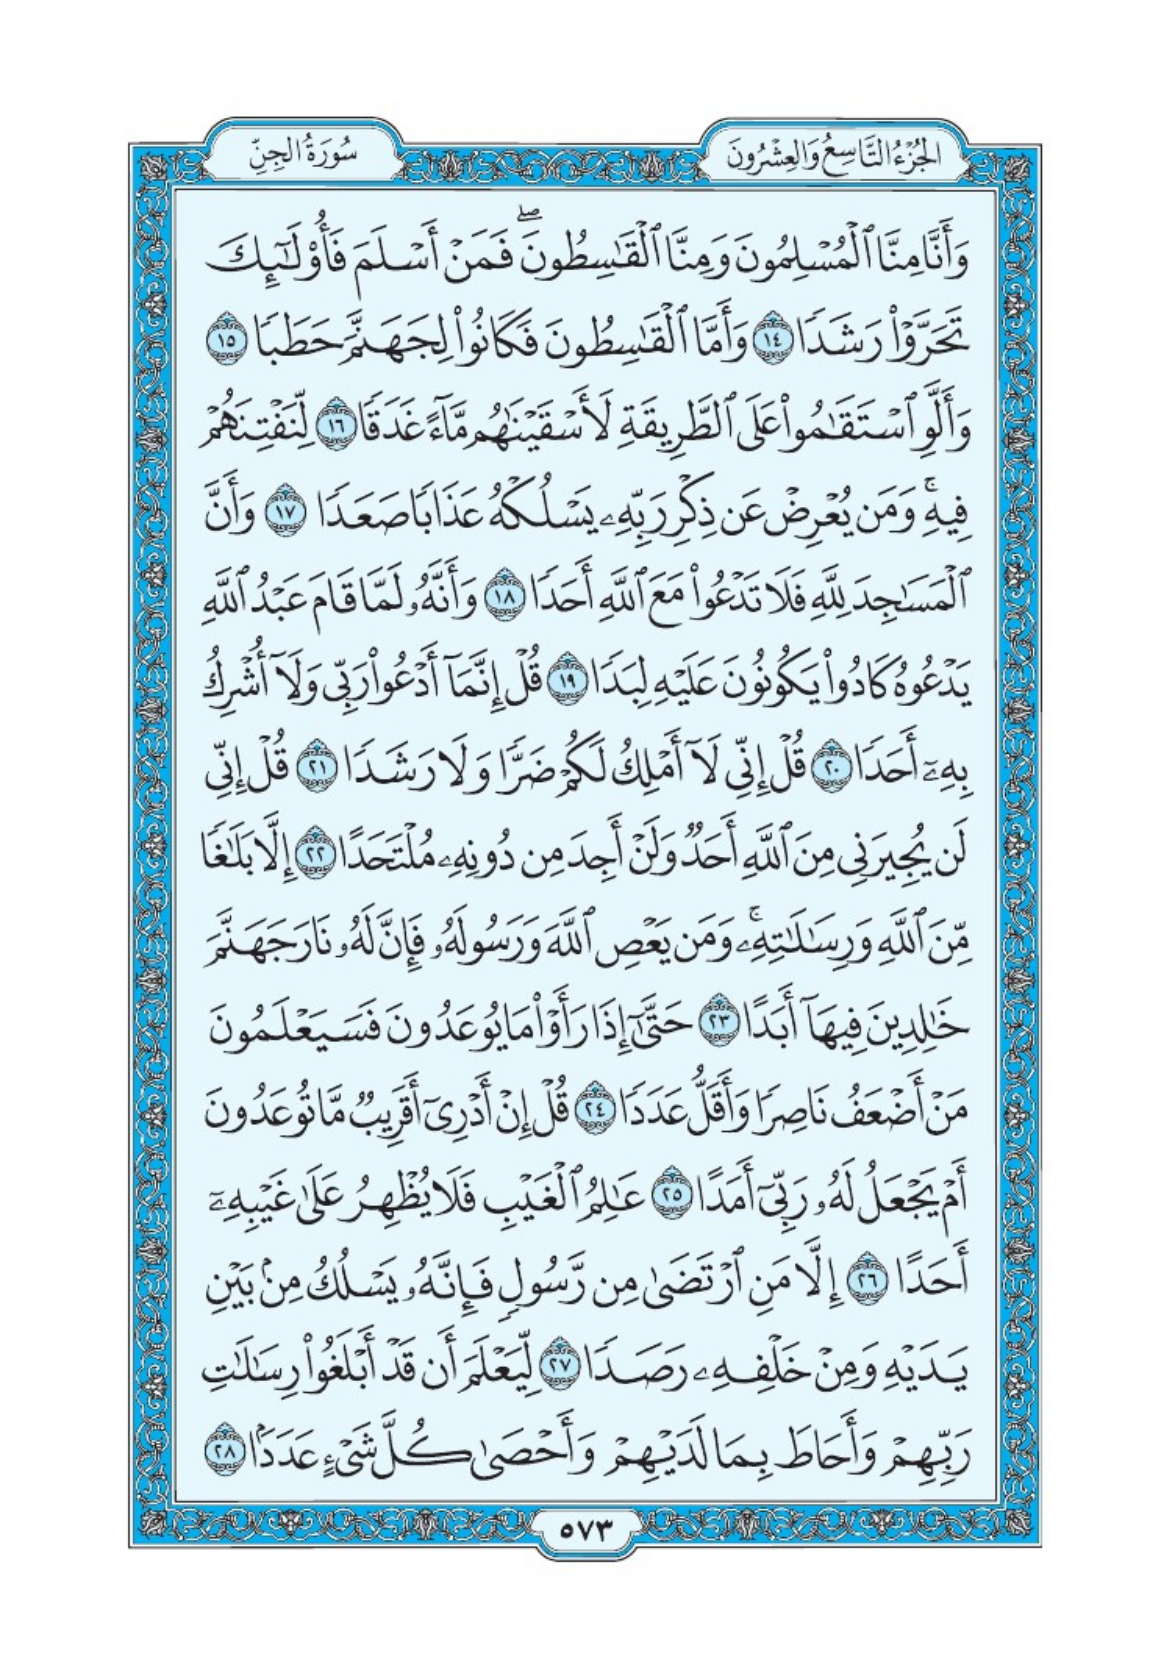 الجُزْءُ التَّاسِعُ وَالعِشْرُونَ
سُورَةُ الجِنّ
وَأَنَّا مِنَّا ٱلْمُسْلِمُونَ وَمِنَّا ٱلْقَٰسِطُونَۖ فَمَنْ أَسْلَمَ فَأُو۟لَٰٓئِكَ
تَحَرَّوْا۟ رَشَدًا ١٤ وَأَمَّا ٱلْقَٰسِطُونَ فَكَانُوا۟ لِجَهَنَّمَ حَطَبًا ١٥
وَأَلَّوِ ٱسْتَقَٰمُوا۟ عَلَى ٱلطَّرِيقَةِ لَأَسْقَيْنَٰهُم مَّآءً غَدَقًا ١٦ لِّنَفْتِنَهُمْ
فِيهِۚ وَمَن يُعْرِضْ عَن ذِكْرِ رَبِّهِۦ يَسْلُكْهُ عَذَابًا صَعَدًا ١٧ وَأَنَّ
ٱلْمَسَٰجِدَ لِلَّهِ فَلَا تَدْعُوا۟ مَعَ ٱللَّهِ أَحَدًا ١٨ وَأَنَّهُۥ لَمَّا قَامَ عَبْدُ ٱللَّهِ
يَدْعُوهُ كَادُوا۟ يَكُونُونَ عَلَيْهِ لِبَدًا ١٩ قُلْ إِنَّمَآ أَدْعُوا۟ رَبِّى وَلَآ أُشْرِكُ
بِهِۦٓ أَحَدًا ٢٠ قُلْ إِنِّى لَآ أَمْلِكُ لَكُمْ ضَرًّا وَلَا رَشَدًا ٢١ قُلْ إِنِّى
لَن يُجِيرَنِى مِنَ ٱللَّهِ أَحَدٌ وَلَنْ أَجِدَ مِن دُونِهِۦ مُلْتَحَدًا ٢٢ إِلَّا بَلَٰغًا
مِّنَ ٱللَّهِ وَرِسَٰلَٰتِهِۦۚ وَمَن يَعْصِ ٱللَّهَ وَرَسُولَهُۥ فَإِنَّ لَهُۥ نَارَ جَهَنَّمَ
خَٰلِدِينَ فِيهَآ أَبَدًا ٢٣ حَتَّىٰٓ إِذَا رَأَوْا۟ مَا يُوعَدُونَ فَسَيَعْلَمُونَ
مَنْ أَضْعَفُ نَاصِرًا وَأَقَلُّ عَدَدًا ٢٤ قُلْ إِنْ أَدْرِىٓ أَقَرِيبٌ مَّا تُوعَدُونَ
أَمْ يَجْعَلُ لَهُۥ رَبِّىٓ أَمَدًا ٢٥ عَٰلِمُ ٱلْغَيْبِ فَلَا يُظْهِرُ عَلَىٰ غَيْبِهِۦٓ
أَحَدًا ٢٦ إِلَّا مَنِ ٱرْتَضَىٰ مِن رَّسُولٍ فَإِنَّهُۥ يَسْلُكُ مِنۢ بَيْنِ
يَدَيْهِ وَمِنْ خَلْفِهِۦ رَصَدًا ٢٧ لِّيَعْلَمَ أَن قَدْ أَبْلَغُوا۟ رِسَٰلَٰتِ
رَبِّهِمْ وَأَحَاطَ بِمَا لَدَيْهِمْ وَأَحْصَىٰ كُلَّ شَىْءٍ عَدَدًۢا ٢٨
٥٧٣